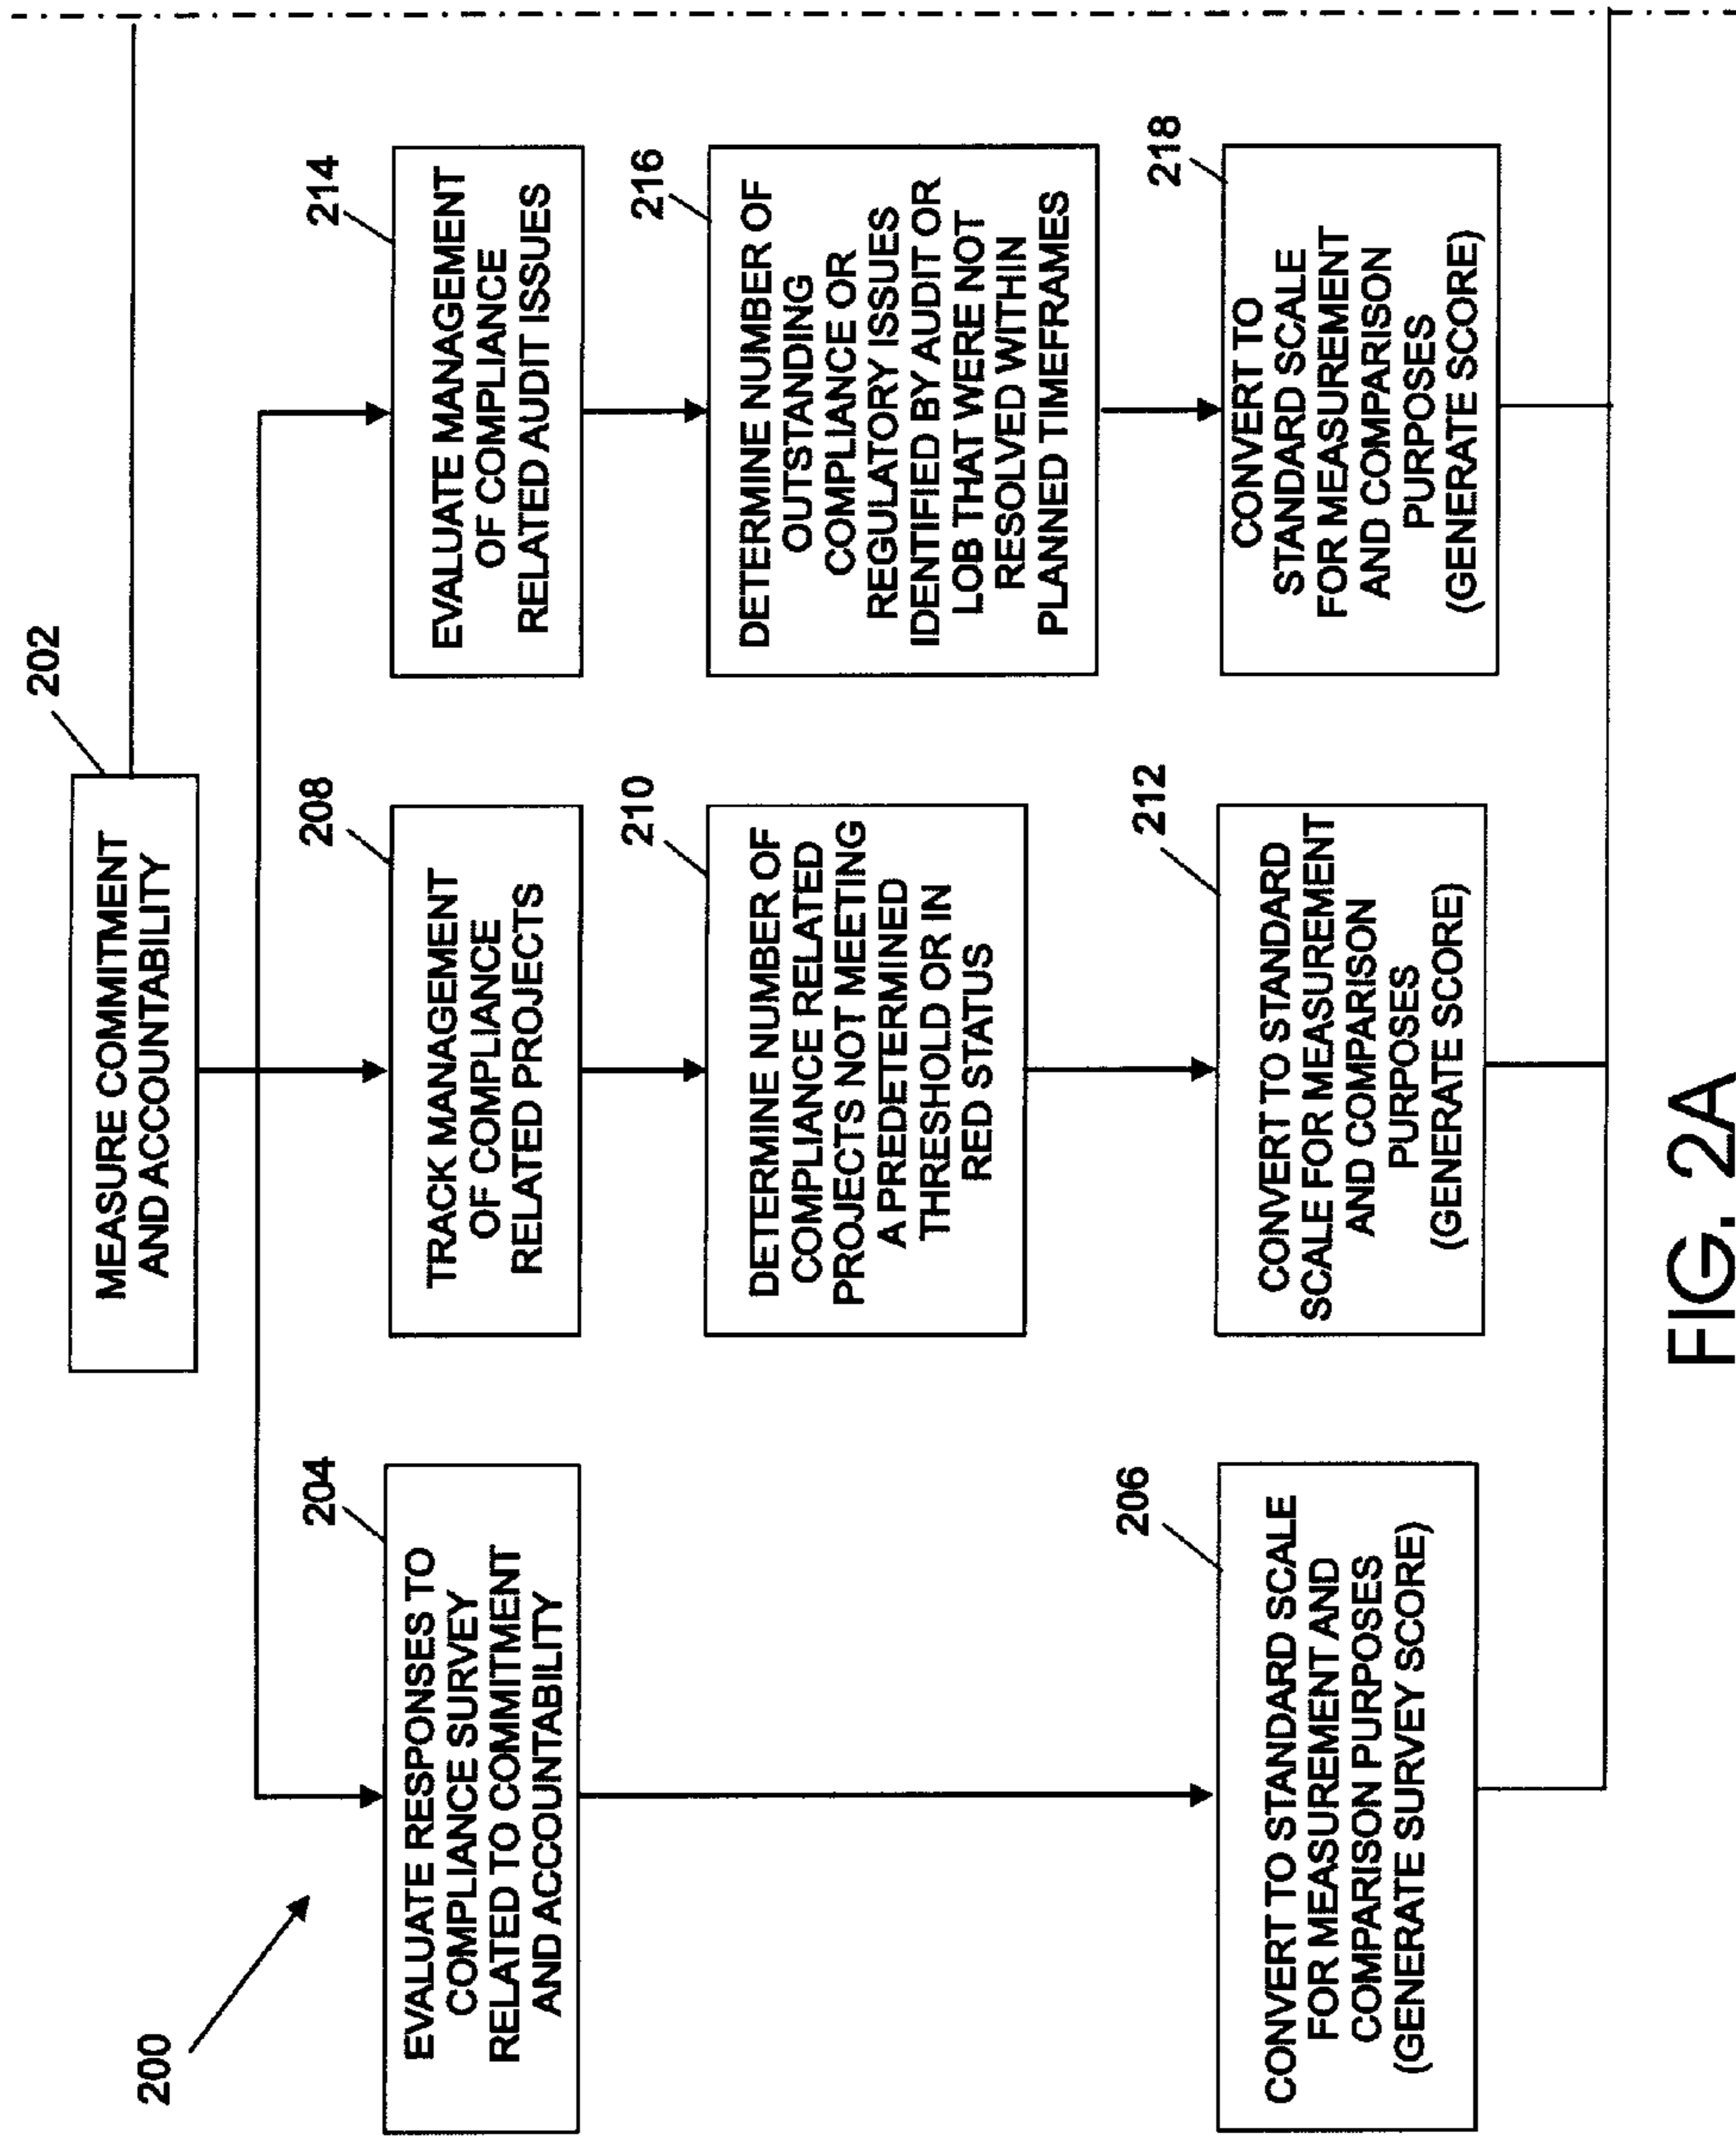 200
202
MEASURE COMMITMENT
AND ACCOUNTABILITY
204
EVALUATE RESPONSES TO
COMPLIANCE SURVEY
RELATED TO COMMITMENT
AND ACCOUNTABILITY
206
CONVERT TO STANDARD SCALE
FOR MEASUREMENT AND
COMPARISON PURPOSES
(GENERATE SURVEY SCORE)
208
TRACK MANAGEMENT
OF COMPLIANCE
RELATED PROJECTS
210
DETERMINE NUMBER OF
COMPLIANCE RELATED
PROJECTS NOT MEETING
A PREDETERMINED
THRESHOLD OR IN
RED STATUS
212
CONVERT TO STANDARD
SCALE FOR MEASUREMENT
AND COMPARISON
PURPOSES
(GENERATE SCORE)
214
EVALUATE MANAGEMENT
OF COMPLIANCE
RELATED AUDIT ISSUES
216
DETERMINE NUMBER OF
OUTSTANDING
COMPLIANCE OR
REGULATORY ISSUES
IDENTIFIED BY AUDIT OR
LOB THAT WERE NOT
RESOLVED WITHIN
PLANNED TIMEFRAMES
218
CONVERT TO
STANDARD SCALE
FOR MEASUREMENT
AND COMPARISON
PURPOSES
(GENERATE SCORE)
FIG. 2A